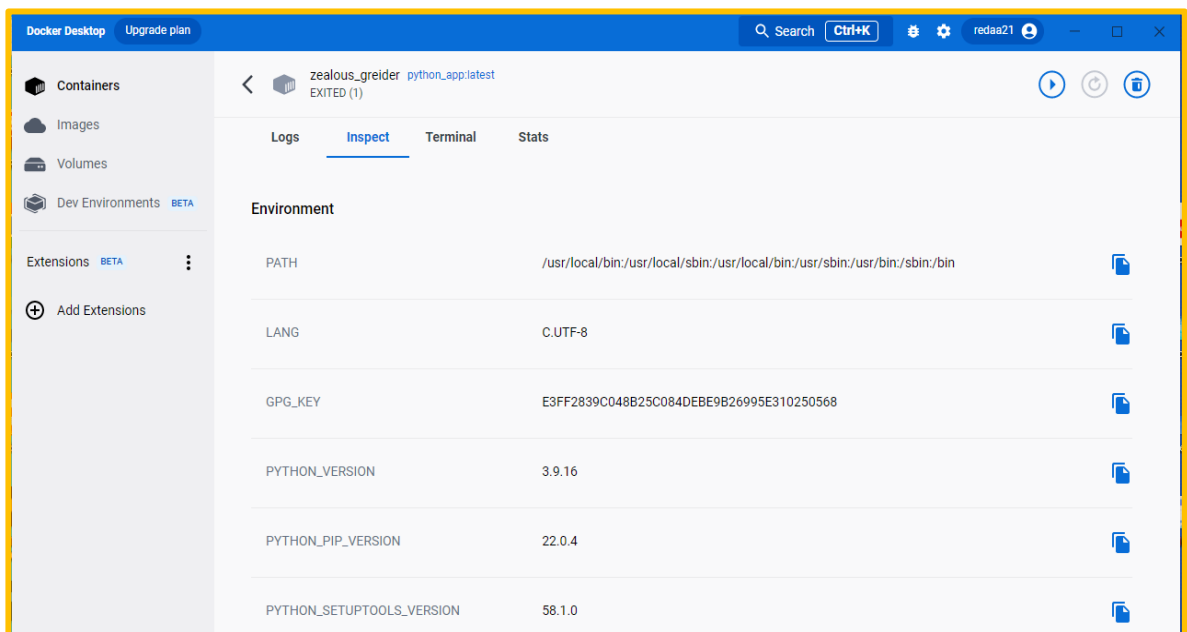 Docker Desktop Upgrade plan Search Ctrl+K redaa21
Containers
Images
Volumes
Dev Environments BETA
Extensions BETA
Add Extensions
zealous_greider python_app:latest
EXITED (1)
Logs Inspect Terminal Stats
Environment
PATH /usr/local/bin:/usr/local/sbin:/usr/local/bin:/usr/sbin:/usr/bin:/sbin:/bin
LANG C.UTF-8
GPG_KEY E3FF2839C048B25C084DEBE9B26995E310250568
PYTHON_VERSION 3.9.16
PYTHON_PIP_VERSION 22.0.4
PYTHON_SETUPTOOLS_VERSION 58.1.0